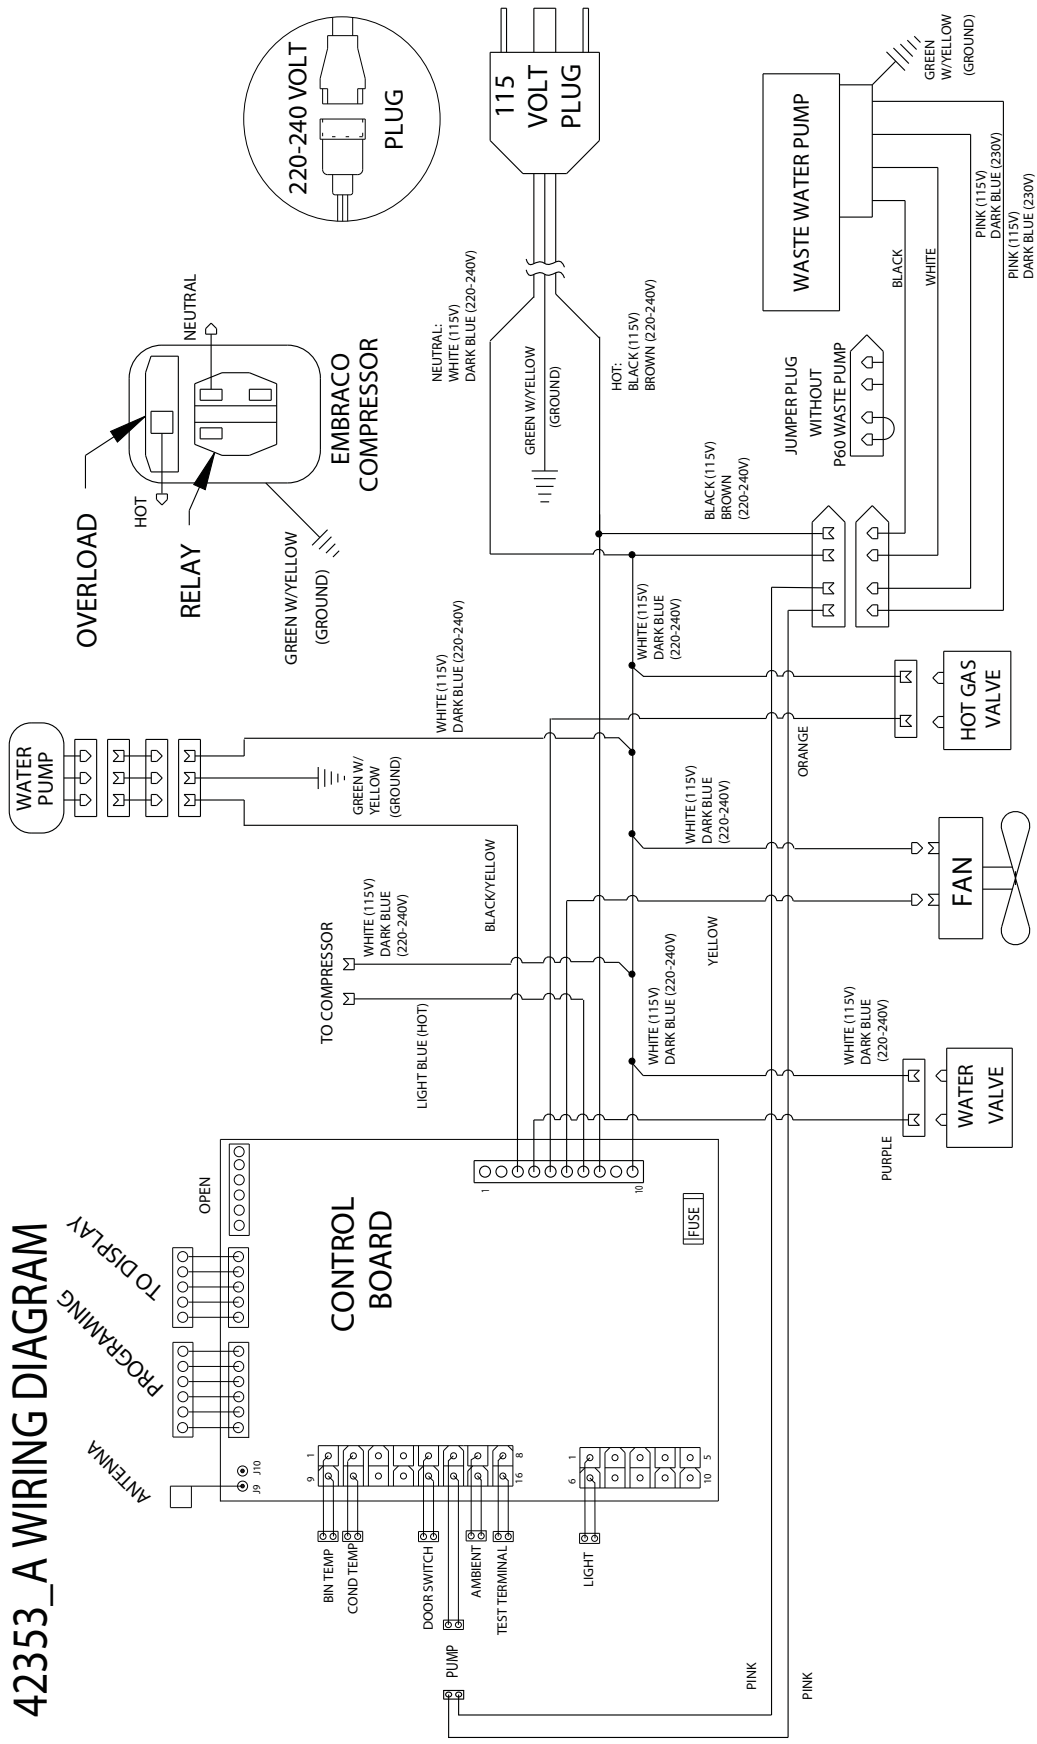 42353_A WIRING DIAGRAM
ANTENNA
PROGRAMING
TO DISPLAY
OPEN
J9
J10
CONTROL
BOARD
FUSE
1
10
9
1
16
8
6
1
10
5
BIN TEMP
COND TEMP
DOOR SWITCH
PUMP
AMBIENT
TEST TERMINAL
LIGHT
PINK
PINK
WATER
PUMP
OVERLOAD
HOT
RELAY
NEUTRAL
EMBRACO
COMPRESSOR
GREEN W/YELLOW
(GROUND)
220-240 VOLT
PLUG
115
VOLT
PLUG
NEUTRAL:
WHITE (115V)
DARK BLUE (220-240V)
GREEN W/YELLOW
(GROUND)
HOT:
BLACK (115V)
BROWN (220-240V)
WHITE (115V)
DARK BLUE (220-240V)
GREEN W/
YELLOW
(GROUND)
BLACK/YELLOW
TO COMPRESSOR
WHITE (115V)
DARK BLUE
(220-240V)
LIGHT BLUE (HOT)
BLACK (115V)
BROWN
(220-240V)
WHITE (115V)
DARK BLUE
(220-240V)
WHITE (115V)
DARK BLUE
(220-240V)
WHITE (115V)
DARK BLUE (220-240V)
WHITE (115V)
DARK BLUE
(220-240V)
ORANGE
YELLOW
PURPLE
WATER
VALVE
FAN
HOT GAS
VALVE
JUMPER PLUG
WITHOUT
P60 WASTE PUMP
WASTE WATER PUMP
BLACK
WHITE
PINK (115V)
DARK BLUE (230V)
PINK (115V)
DARK BLUE (230V)
GREEN
W/YELLOW
(GROUND)